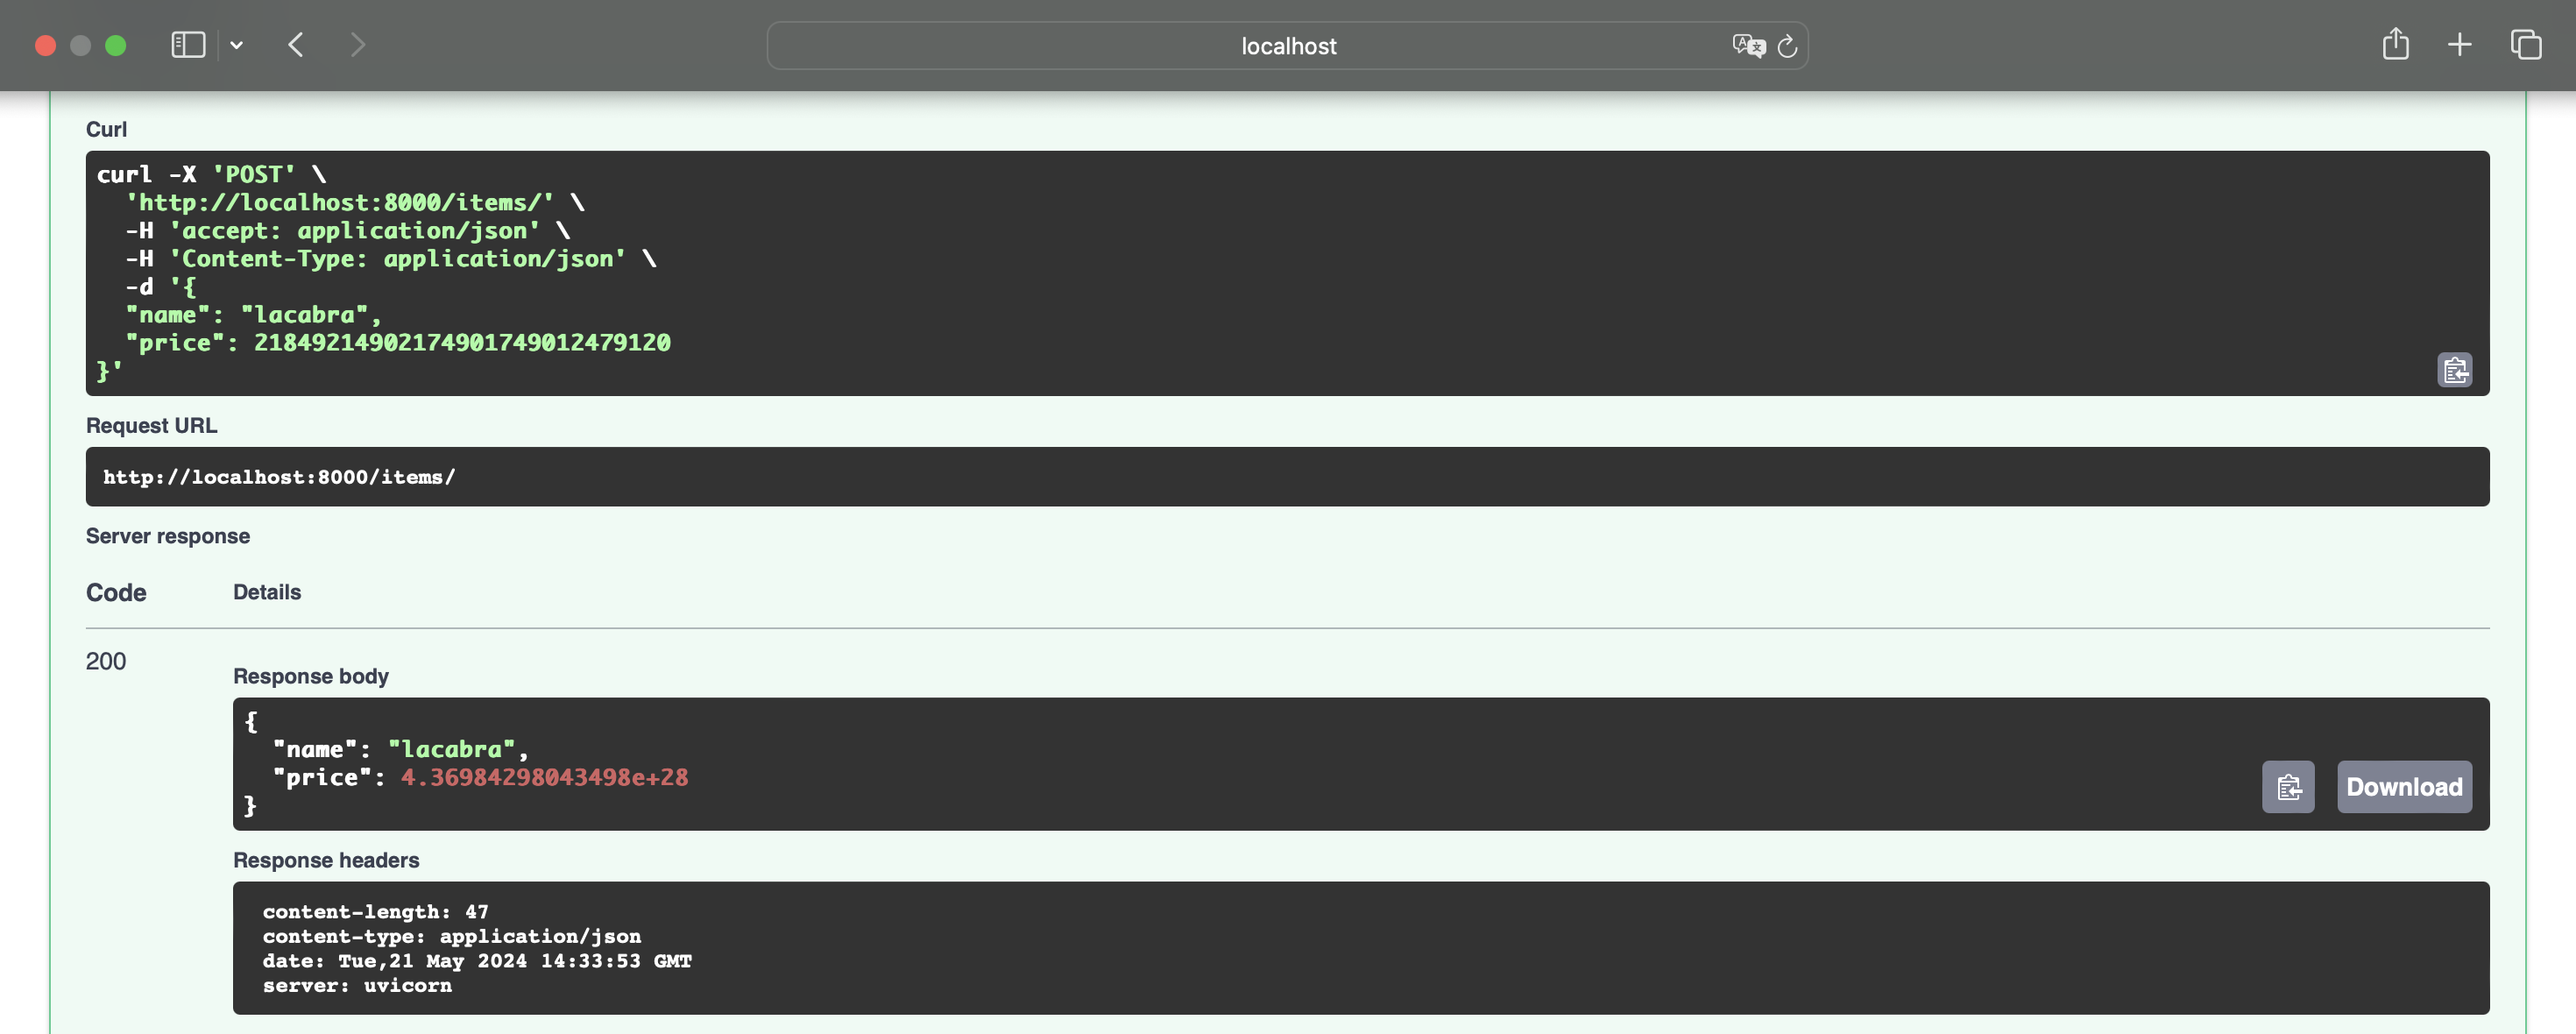 localhost
Curl
curl -X 'POST' \
'http://localhost:8000/items/' \
-H 'accept: application/json' \
-H 'Content-Type: application/json' \
-d '{
"name": "lacabra",
"price": 21849214902174901749012479120
}'
Request URL
http://localhost:8000/items/
Server response
Code Details
200
Response body
{
"name": "lacabra",
"price": 4.36984298043498e+28
}
Download
Response headers
content-length: 47
content-type: application/json
date: Tue,21 May 2024 14:33:53 GMT
server: uvicorn